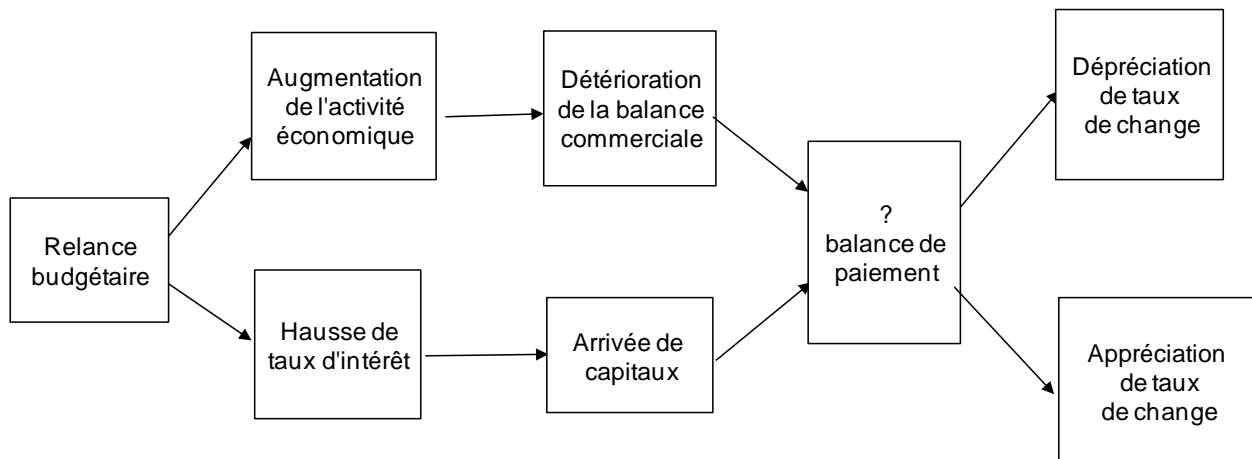 Relance
budgétaire
Augmentation
de l'activité
économique
Détérioration
de la balance
commerciale
Hausse de
taux d'intérêt
Arrivée de
capitaux
?
balance de
paiement
Dépréciation
de taux
de change
Appréciation
de taux
de change